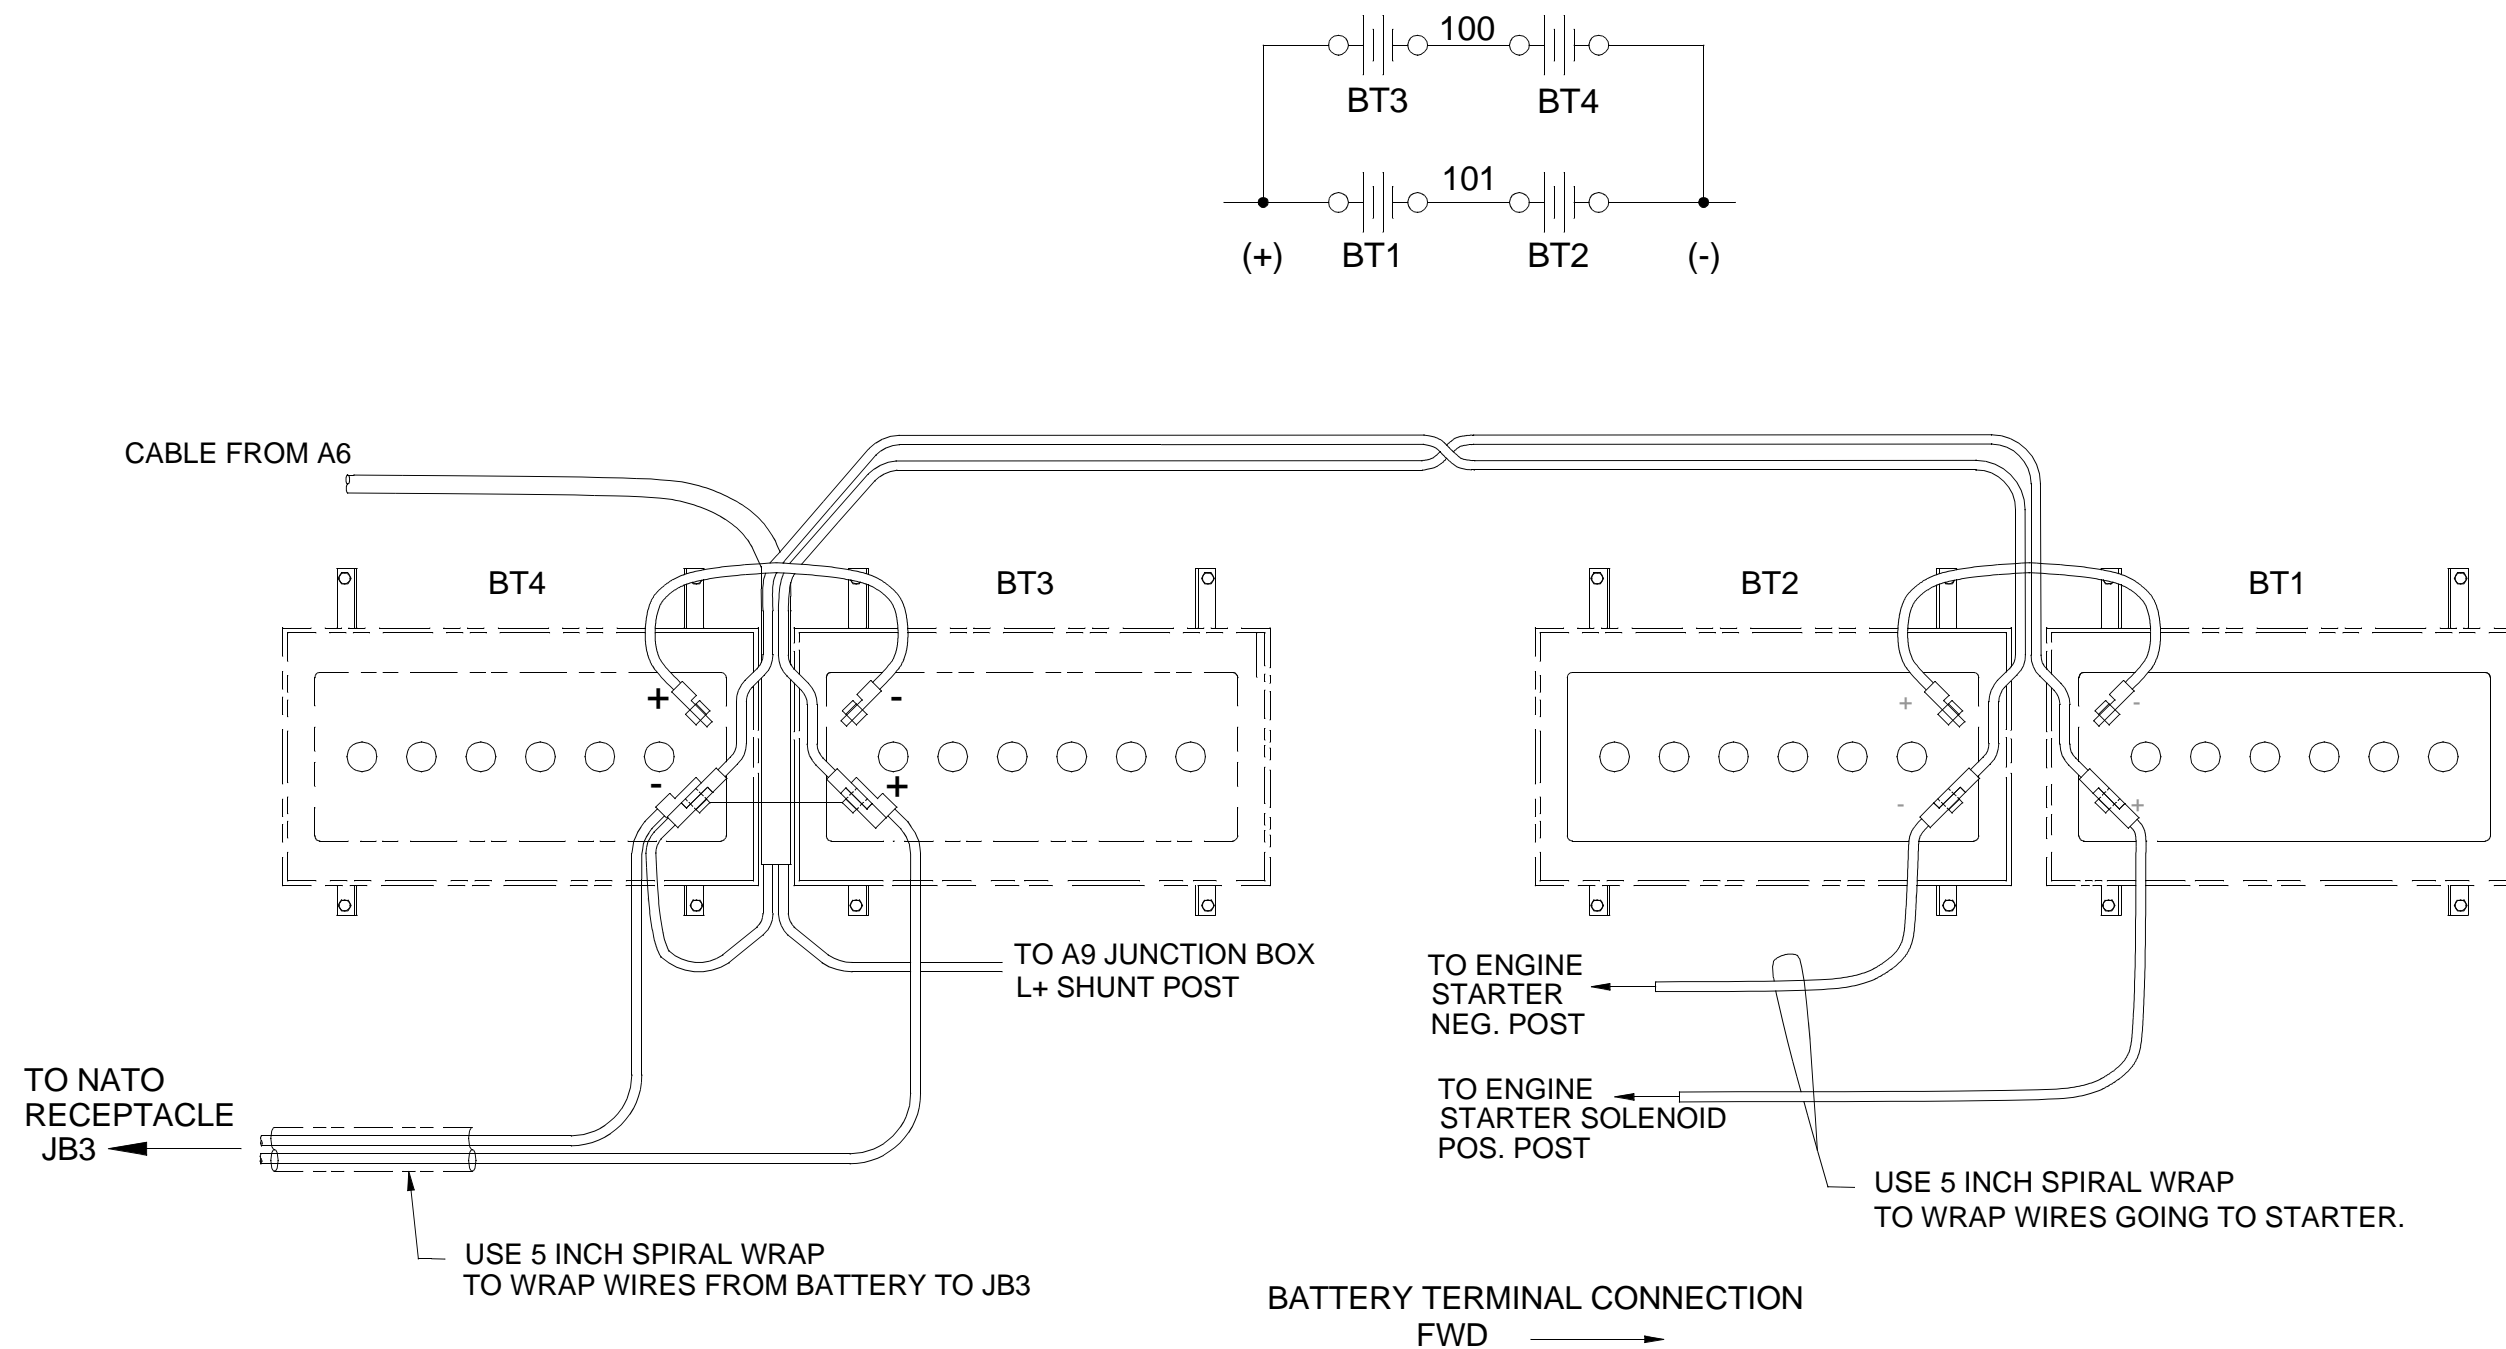 100
BT3
BT4
101
(+)
BT1
BT2
(-)
CABLE FROM A6
BT4
BT3
BT2
BT1
+
-
+
-
-
+
-
+
TO A9 JUNCTION BOX
L+ SHUNT POST
TO ENGINE
STARTER
NEG. POST
TO NATO
RECEPTACLE
JB3
TO ENGINE
STARTER SOLENOID
POS. POST
USE 5 INCH SPIRAL WRAP
TO WRAP WIRES GOING TO STARTER.
USE 5 INCH SPIRAL WRAP
TO WRAP WIRES FROM BATTERY TO JB3
BATTERY TERMINAL CONNECTION
FWD